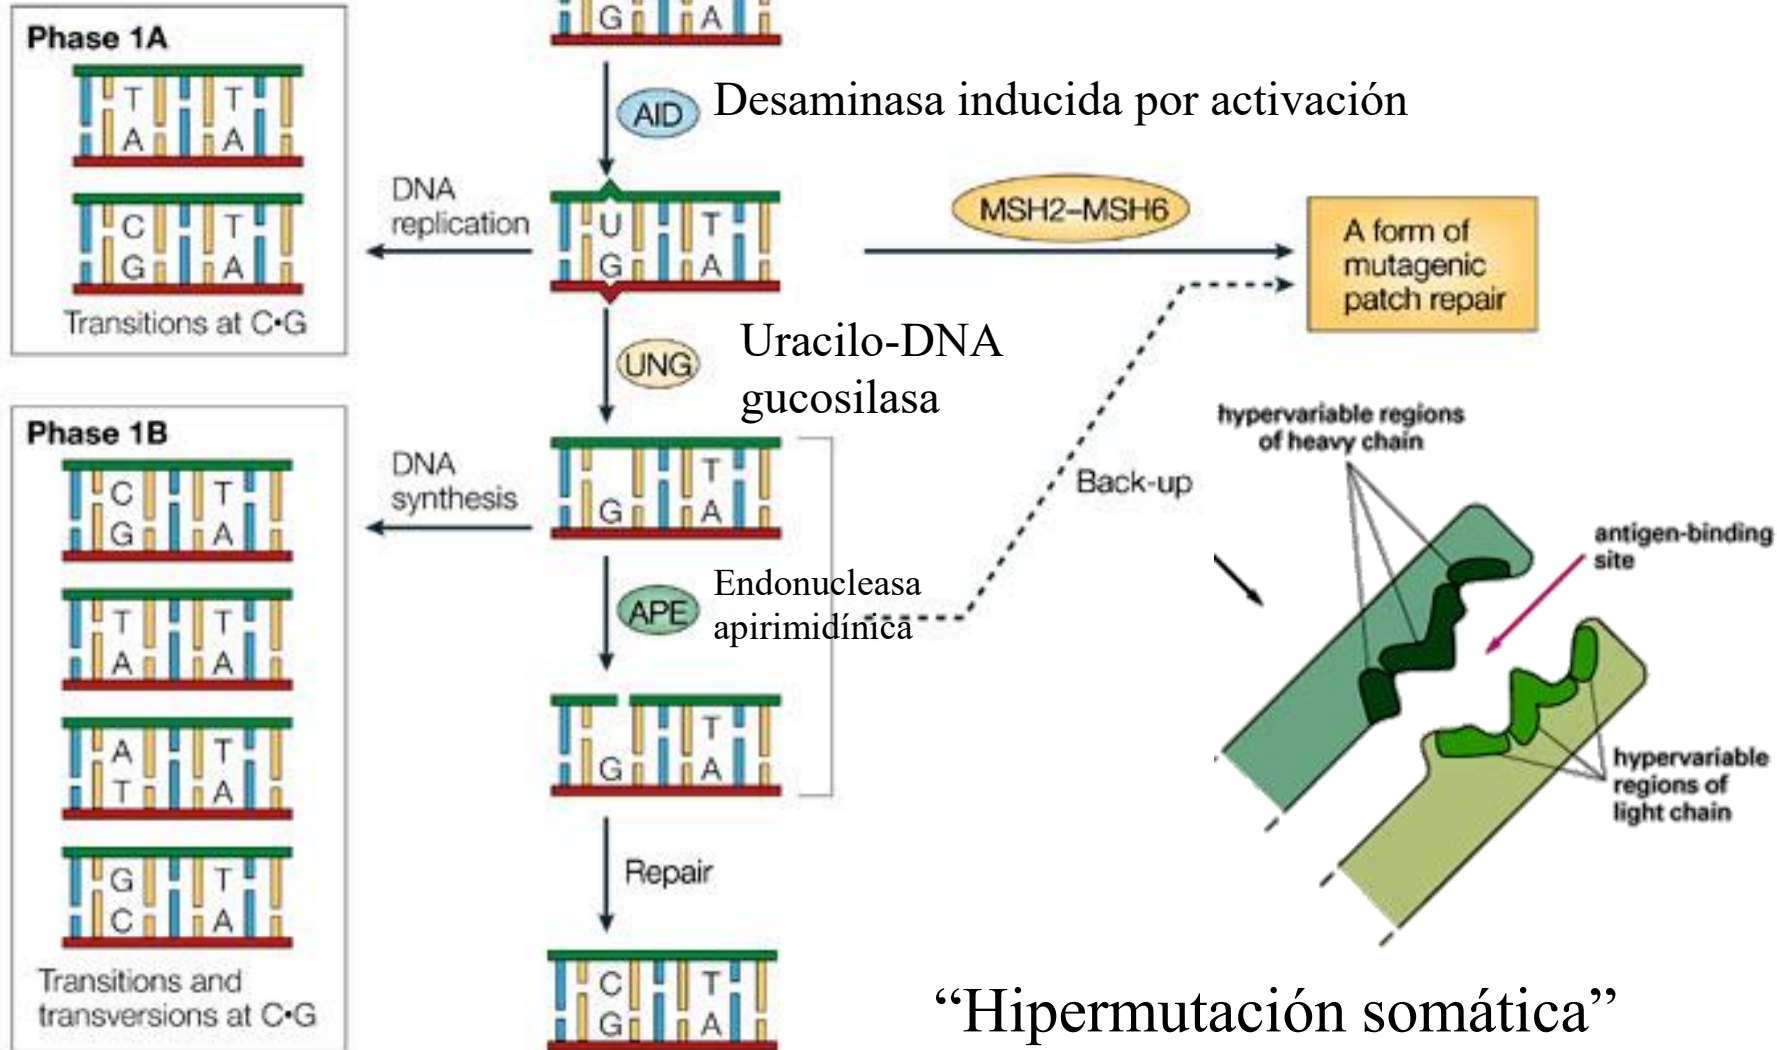 Phase 1A
T T
A A
C T
G A
Transitions at C•G
G A
AID
Desaminasa inducida por activación
DNA
replication
U T
G A
MSH2–MSH6
A form of
mutagenic
patch repair
UNG
Uracilo-DNA
gucosilasa
Phase 1B
C T
G A
T T
A A
A T
T A
G T
C A
Transitions and
transversions at C•G
DNA
synthesis
T
G A
Back-up
APE
Endonucleasa
apirimidínica
T
G A
Repair
C T
G A
hypervariable regions
of heavy chain
antigen-binding
site
hypervariable
regions of
light chain
“Hipermutación somática”